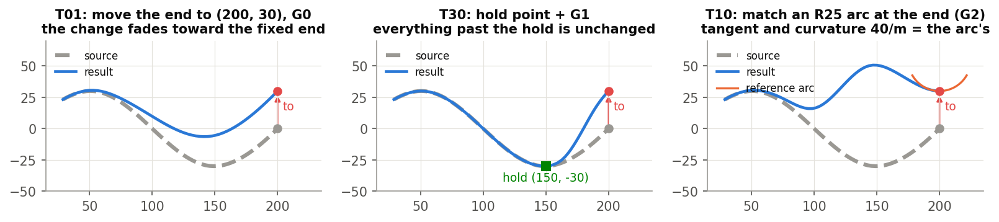 T01: move the end to (200, 30), G0
the change fades toward the fixed end
source
result
to
50
25
0
−25
−50
50
100
150
200
T30: hold point + G1
everything past the hold is unchanged
source
result
to
hold (150, -30)
50
25
0
−25
−50
50
100
150
200
T10: match an R25 arc at the end (G2)
tangent and curvature 40/m = the arc's
source
result
reference arc
to
50
25
0
−25
−50
50
100
150
200